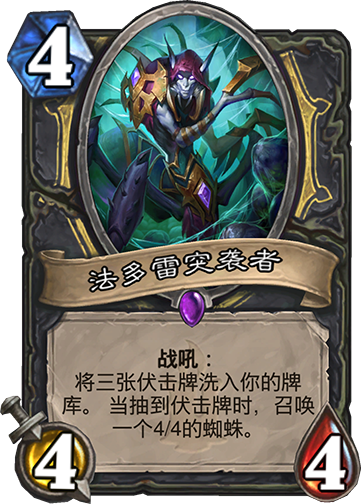 4
法多雷突袭者
战吼：
将三张伏击牌洗入你的牌
库。 当抽到伏击牌时，召唤
一个4/4的蜘蛛。
4
4